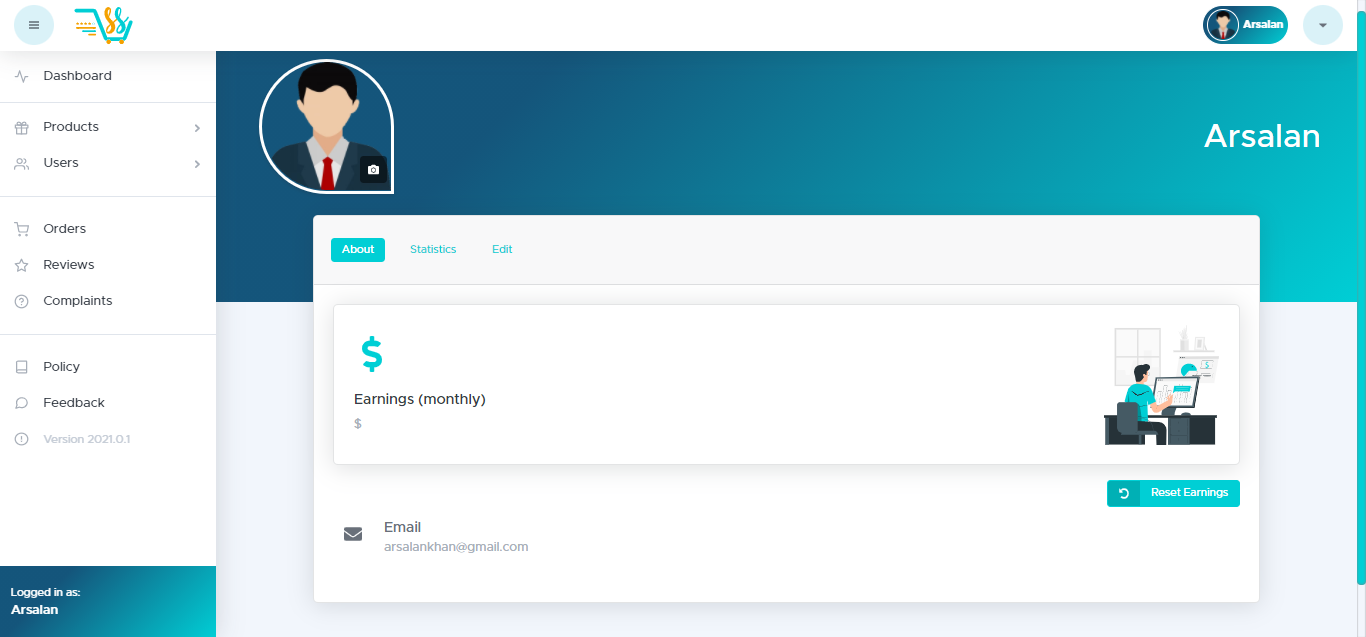 Arsalan
Dashboard
Products
Users
Orders
Reviews
Complaints
Policy
Feedback
Version 2021.0.1
Logged in as:
Arsalan
Arsalan
About Statistics Edit
$
Earnings (monthly)
$
Reset Earnings
Email
arsalankhan@gmail.com